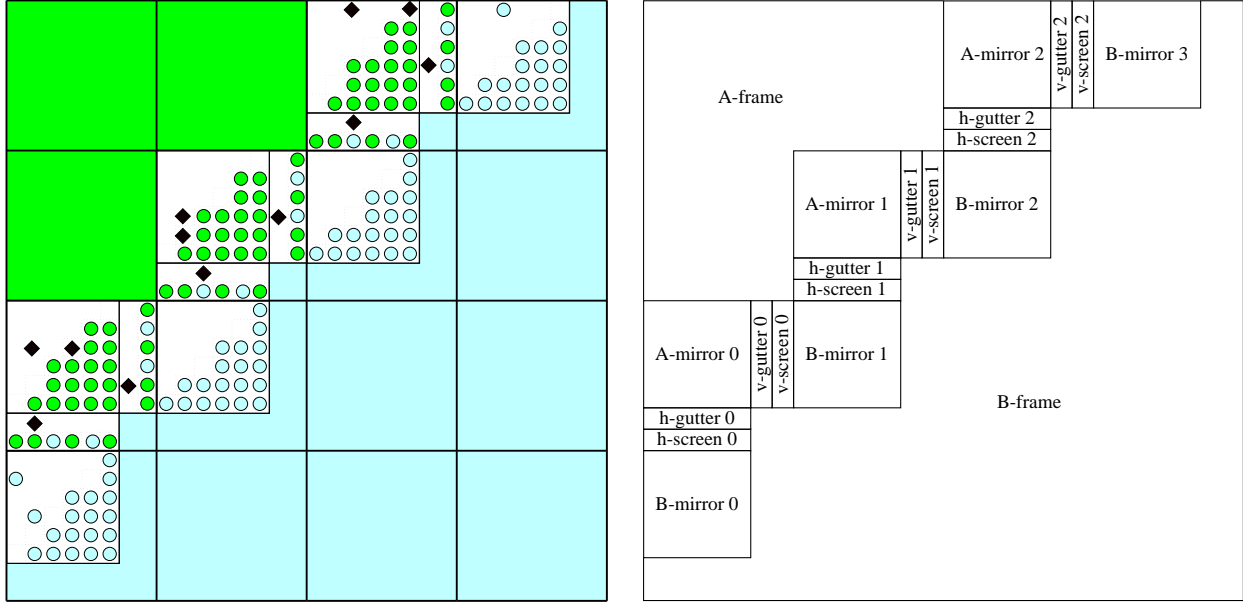 A-mirror 2
v-gutter 2
v-screen 2
B-mirror 3
A-frame
h-gutter 2
h-screen 2
A-mirror 1
v-gutter 1
v-screen 1
B-mirror 2
h-gutter 1
h-screen 1
A-mirror 0
v-gutter 0
v-screen 0
B-mirror 1
B-frame
h-gutter 0
h-screen 0
B-mirror 0